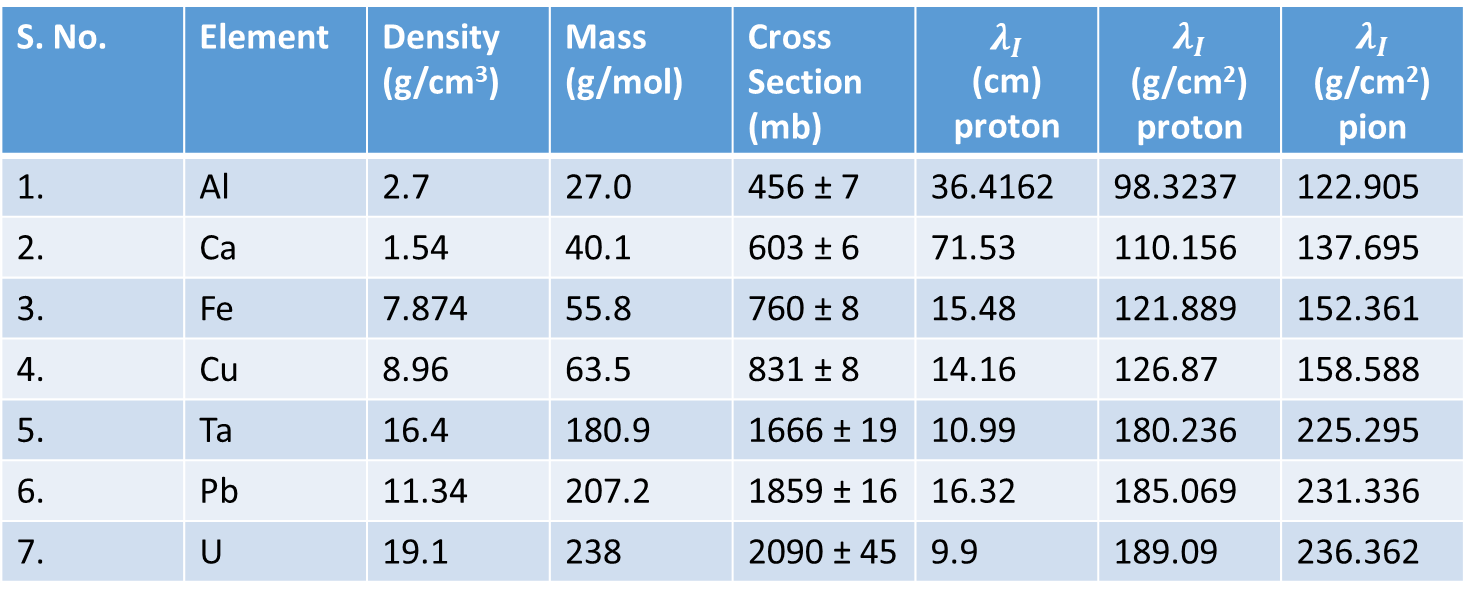 S. No. Element Density (g/cm³) Mass (g/mol) Cross Section (mb) λI (cm) proton λI (g/cm²) proton λI (g/cm²) pion
1. Al 2.7 27.0 456 ± 7 36.4162 98.3237 122.905
2. Ca 1.54 40.1 603 ± 6 71.53 110.156 137.695
3. Fe 7.874 55.8 760 ± 8 15.48 121.889 152.361
4. Cu 8.96 63.5 831 ± 8 14.16 126.87 158.588
5. Ta 16.4 180.9 1666 ± 19 10.99 180.236 225.295
6. Pb 11.34 207.2 1859 ± 16 16.32 185.069 231.336
7. U 19.1 238 2090 ± 45 9.9 189.09 236.362